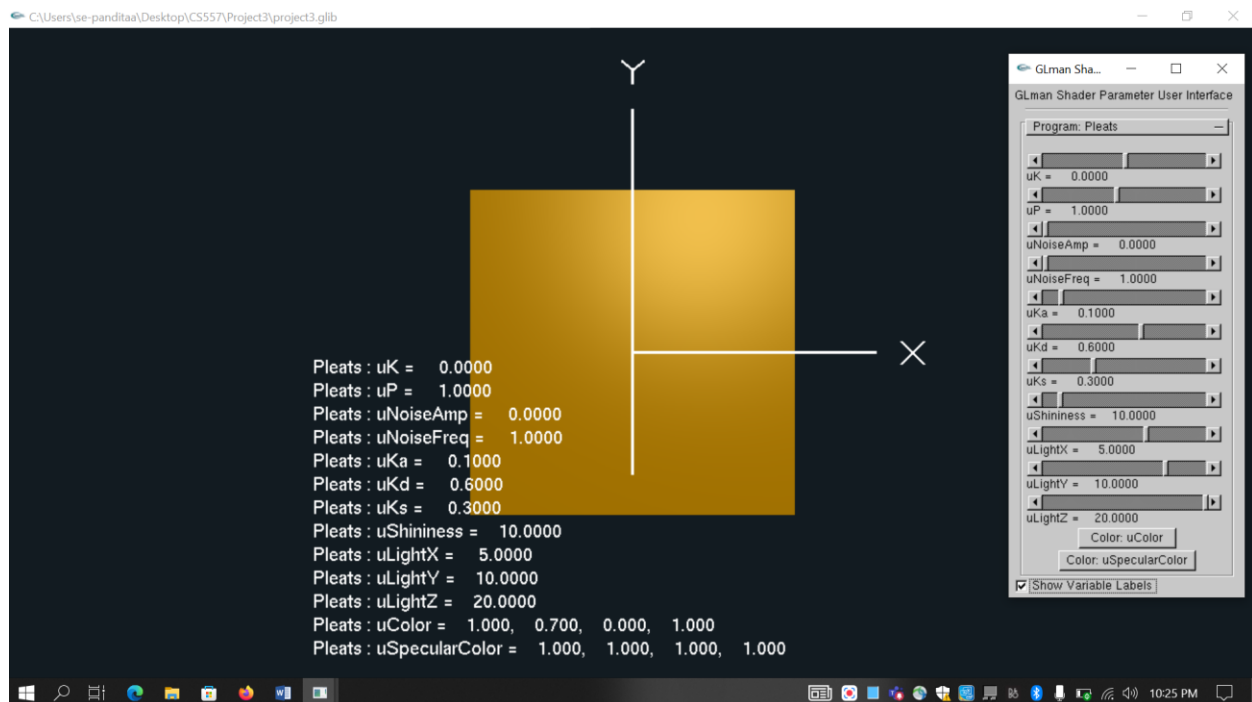 C:\Users\se-panditaa\Desktop\CS557\Project3\project3.glib
Y
X
Pleats : uK = 0.0000
Pleats : uP = 1.0000
Pleats : uNoiseAmp = 0.0000
Pleats : uNoiseFreq = 1.0000
Pleats : uKa = 0.1000
Pleats : uKd = 0.6000
Pleats : uKs = 0.3000
Pleats : uShininess = 10.0000
Pleats : uLightX = 5.0000
Pleats : uLightY = 10.0000
Pleats : uLightZ = 20.0000
Pleats : uColor = 1.000, 0.700, 0.000, 1.000
Pleats : uSpecularColor = 1.000, 1.000, 1.000, 1.000
GLman Sha...
GLman Shader Parameter User Interface
Program: Pleats
uK = 0.0000
uP = 1.0000
uNoiseAmp = 0.0000
uNoiseFreq = 1.0000
uKa = 0.1000
uKd = 0.6000
uKs = 0.3000
uShininess = 10.0000
uLightX = 5.0000
uLightY = 10.0000
uLightZ = 20.0000
Color: uColor
Color: uSpecularColor
Show Variable Labels
10:25 PM